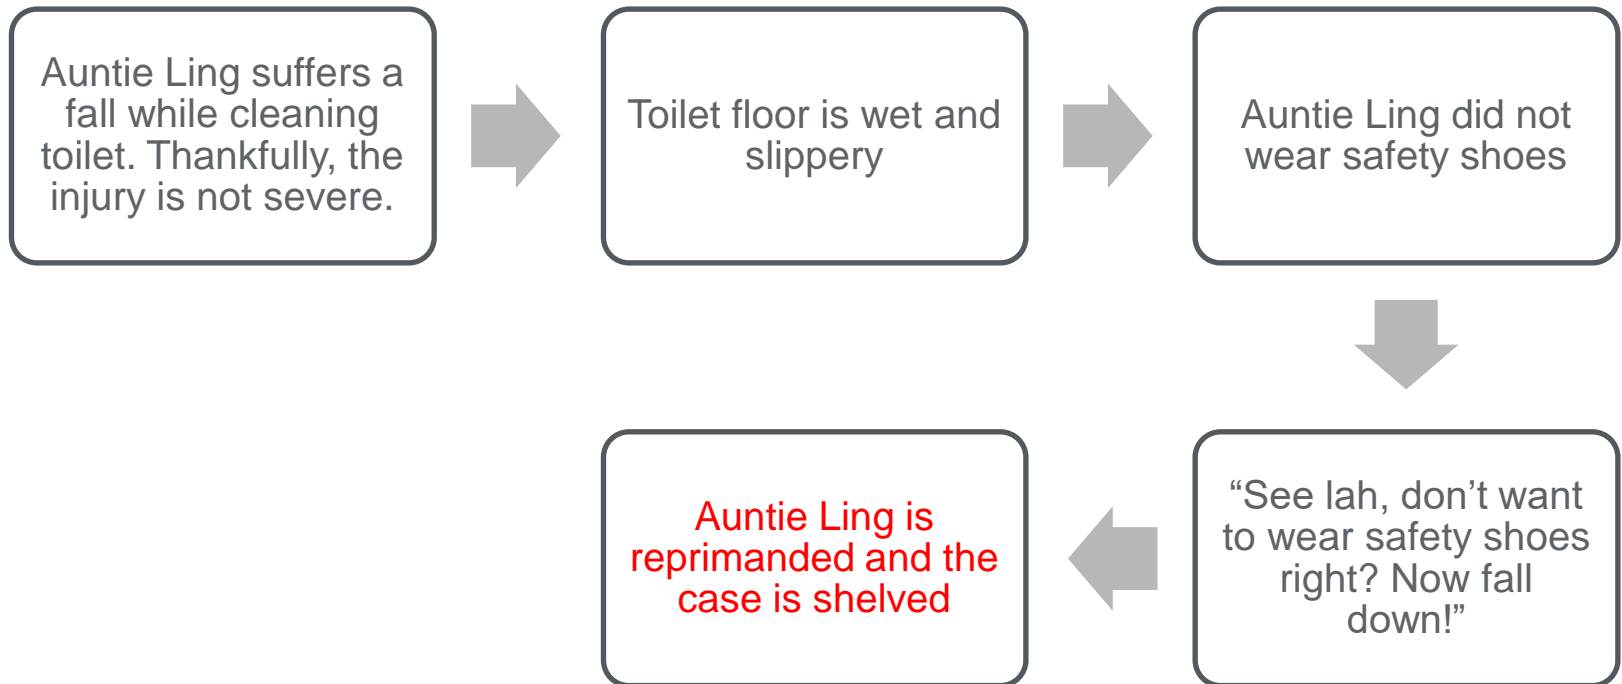 Auntie Ling suffers a
fall while cleaning
toilet. Thankfully, the
injury is not severe.
Toilet floor is wet and
slippery
Auntie Ling did not
wear safety shoes
“See lah, don’t want
to wear safety shoes
right? Now fall
down!”
Auntie Ling is
reprimanded and the
case is shelved